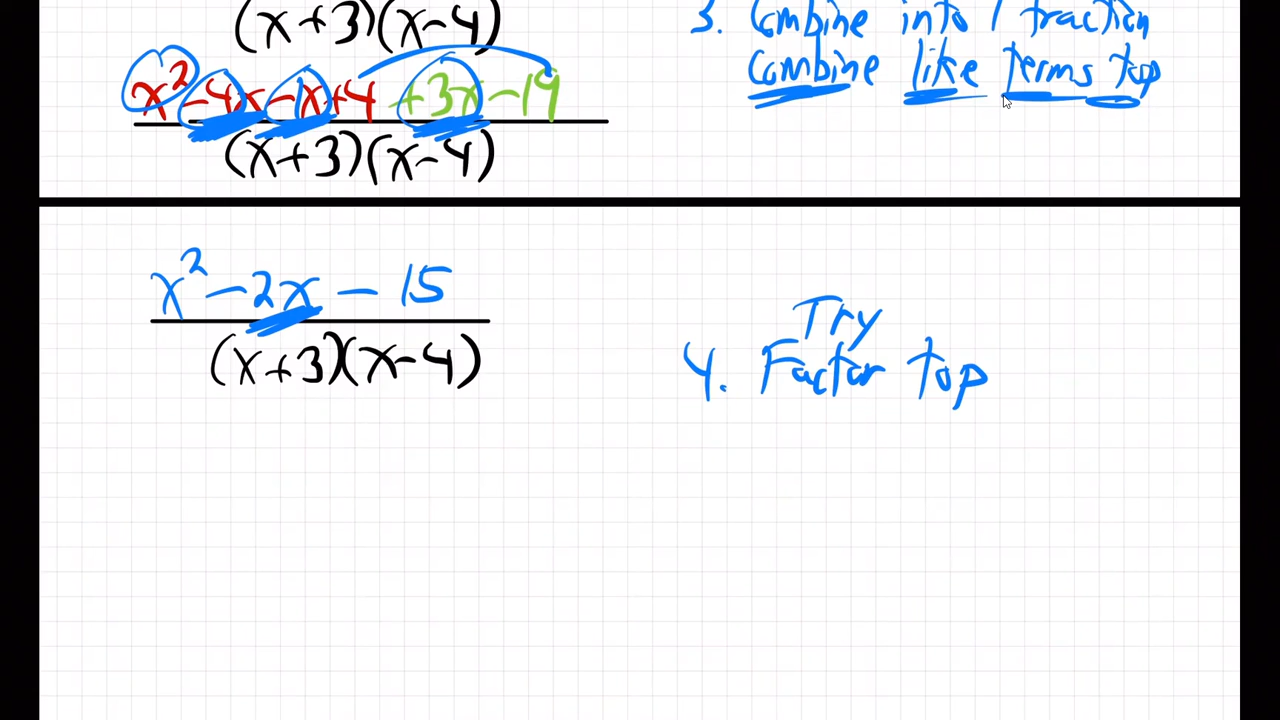 (x+3)(x-4)
x²-4x-1x+4 +3x-19
(x+3)(x-4)
3. Combine into 1 fraction
Combine like terms top
x²-2x-15
(x+3)(x-4)
Try
4. Factor top